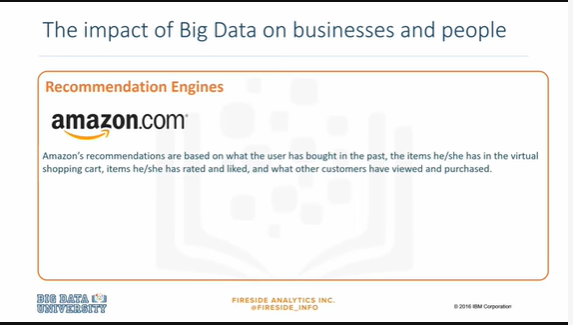 The impact of Big Data on businesses and people
Recommendation Engines
amazon.com
Amazon's recommendations are based on what the user has bought in the past, the items he/she has in the virtual
shopping cart, items he/she has rated and liked, and what other customers have viewed and purchased.
BIG DATA
UNIVERSITY
FIRESIDE ANALYTICS INC.
@FIRESIDE_INFO
© 2016 IBM Corporation